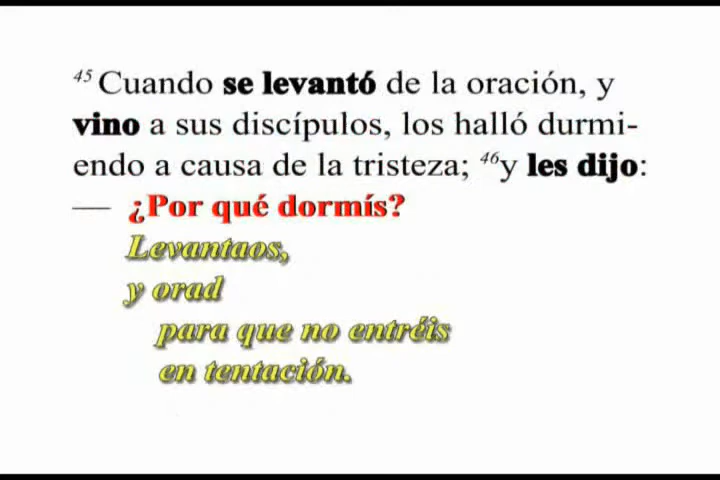 45 Cuando se levantó de la oración, y
vino a sus discípulos, los halló durmi-
endo a causa de la tristeza; 46y les dijo:
— ¿Por qué dormís?
Levantaos,
y orad
para que no entréis
en tentación.